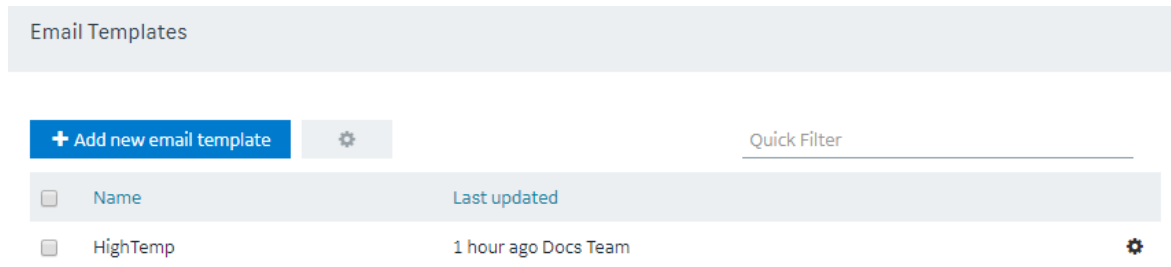 Email Templates
+ Add new email template
Quick Filter
Name Last updated
HighTemp 1 hour ago Docs Team